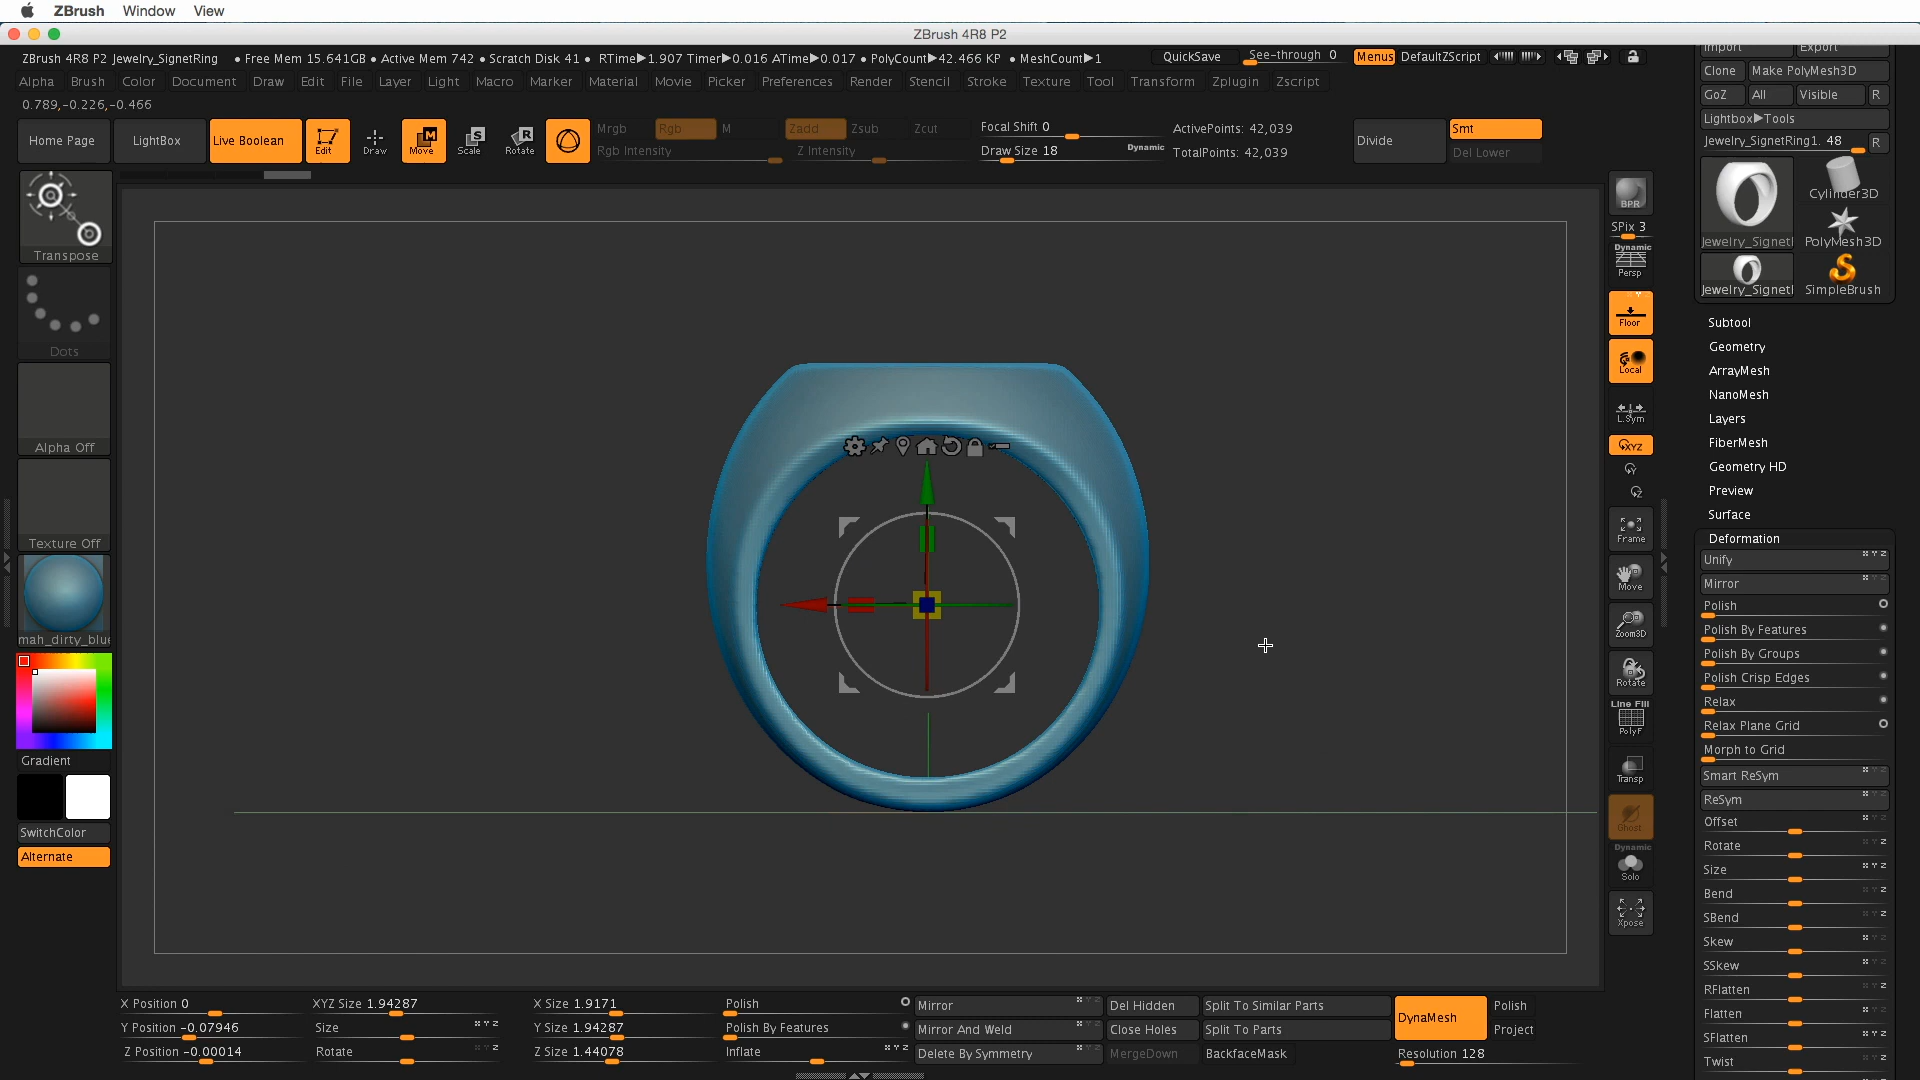 ZBrush Window View
ZBrush 4R8 P2
ZBrush 4R8 P2 Jewelry_SignetRing • Free Mem 15.641GB • Active Mem 742 • Scratch Disk 41 • RTime▶1.907 Timer▶0.016 ATime▶0.017 • PolyCount▶42.466 KP • MeshCount▶1 QuickSave See-through 0 Menus DefaultZScript
Alpha Brush Color Document Draw Edit File Layer Light Macro Marker Material Movie Picker Preferences Render Stencil Stroke Texture Tool Transform Zplugin Zscript
0.789,-0.226,-0.466
Home Page LightBox Live Boolean Edit Draw Move Scale Rotate
M S R
Mrgb Rgb M Zadd Zsub Zcut
Rgb Intensity Z Intensity
Focal Shift 0
Draw Size 18 Dynamic
ActivePoints: 42,039
TotalPoints: 42,039
Divide Smt
Del Lower
Transpose
Dots
Alpha Off
Texture Off
mah_dirty_blue
Gradient
SwitchColor
Alternate
BPR
SPix 3
Dynamic
Persp
Floor
Local
L.Sym
XYZ
Y
Z
Frame
Move
Zoom3D
Rotate
Line Fill
PolyF
Transp
Ghost
Dynamic
Solo
Xpose
Import Export
Clone Make PolyMesh3D
GoZ All Visible R
Lightbox▶Tools
Jewelry_SignetRing1. 48 R
Cylinder3D
Jewelry_Signetl PolyMesh3D
Jewelry_Signetl SimpleBrush
Subtool
Geometry
ArrayMesh
NanoMesh
Layers
FiberMesh
Geometry HD
Preview
Surface
Deformation
Unify
Mirror
Polish
Polish By Features
Polish By Groups
Polish Crisp Edges
Relax
Relax Plane Grid
Morph to Grid
Smart ReSym
ReSym
Offset
Rotate
Size
Bend
SBend
Skew
SSkew
RFlatten
Flatten
SFlatten
Twist
X Position 0 XYZ Size 1.94287 X Size 1.9171 Polish Mirror Del Hidden Split To Similar Parts DynaMesh Polish
Y Position -0.07946 Size Y Size 1.94287 Polish By Features Mirror And Weld Close Holes Split To Parts Project
Z Position -0.00014 Rotate Z Size 1.44078 Inflate Delete By Symmetry MergeDown BackfaceMask Resolution 128